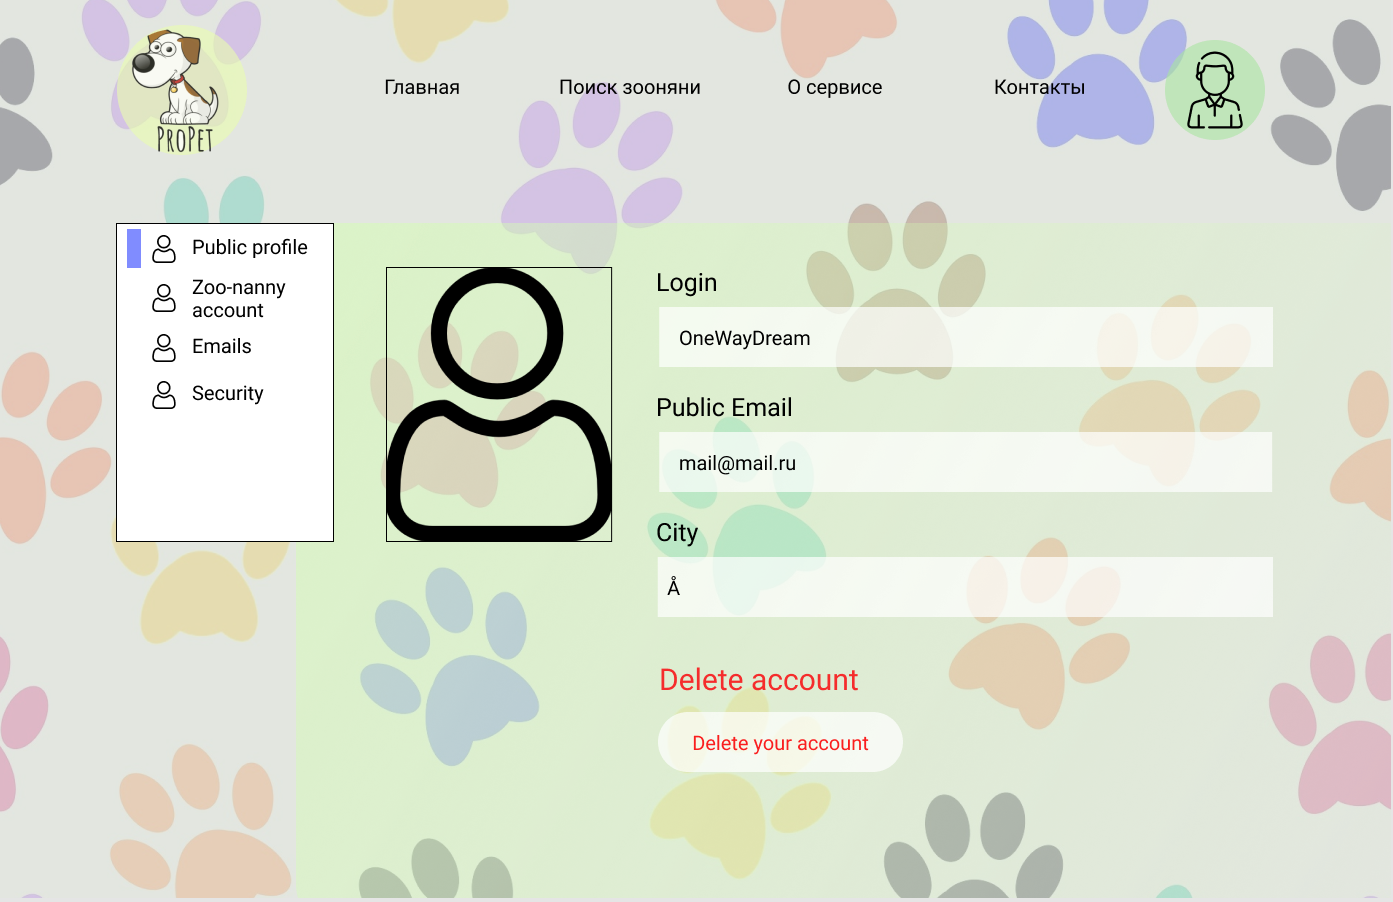 PROPET
Главная
Поиск зооняни
О сервисе
Контакты
Public profile
Zoo-nanny
account
Emails
Security
Login
OneWayDream
Public Email
mail@mail.ru
City
Å
Delete account
Delete your account